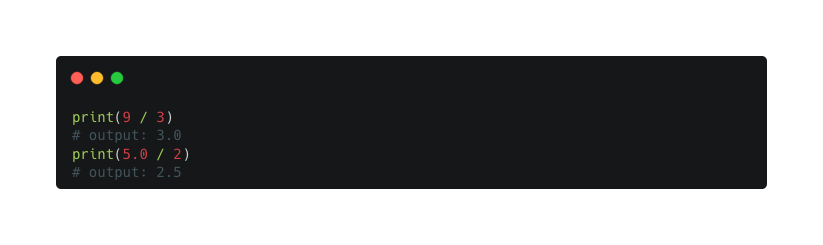 print(9 / 3)
# output: 3.0
print(5.0 / 2)
# output: 2.5